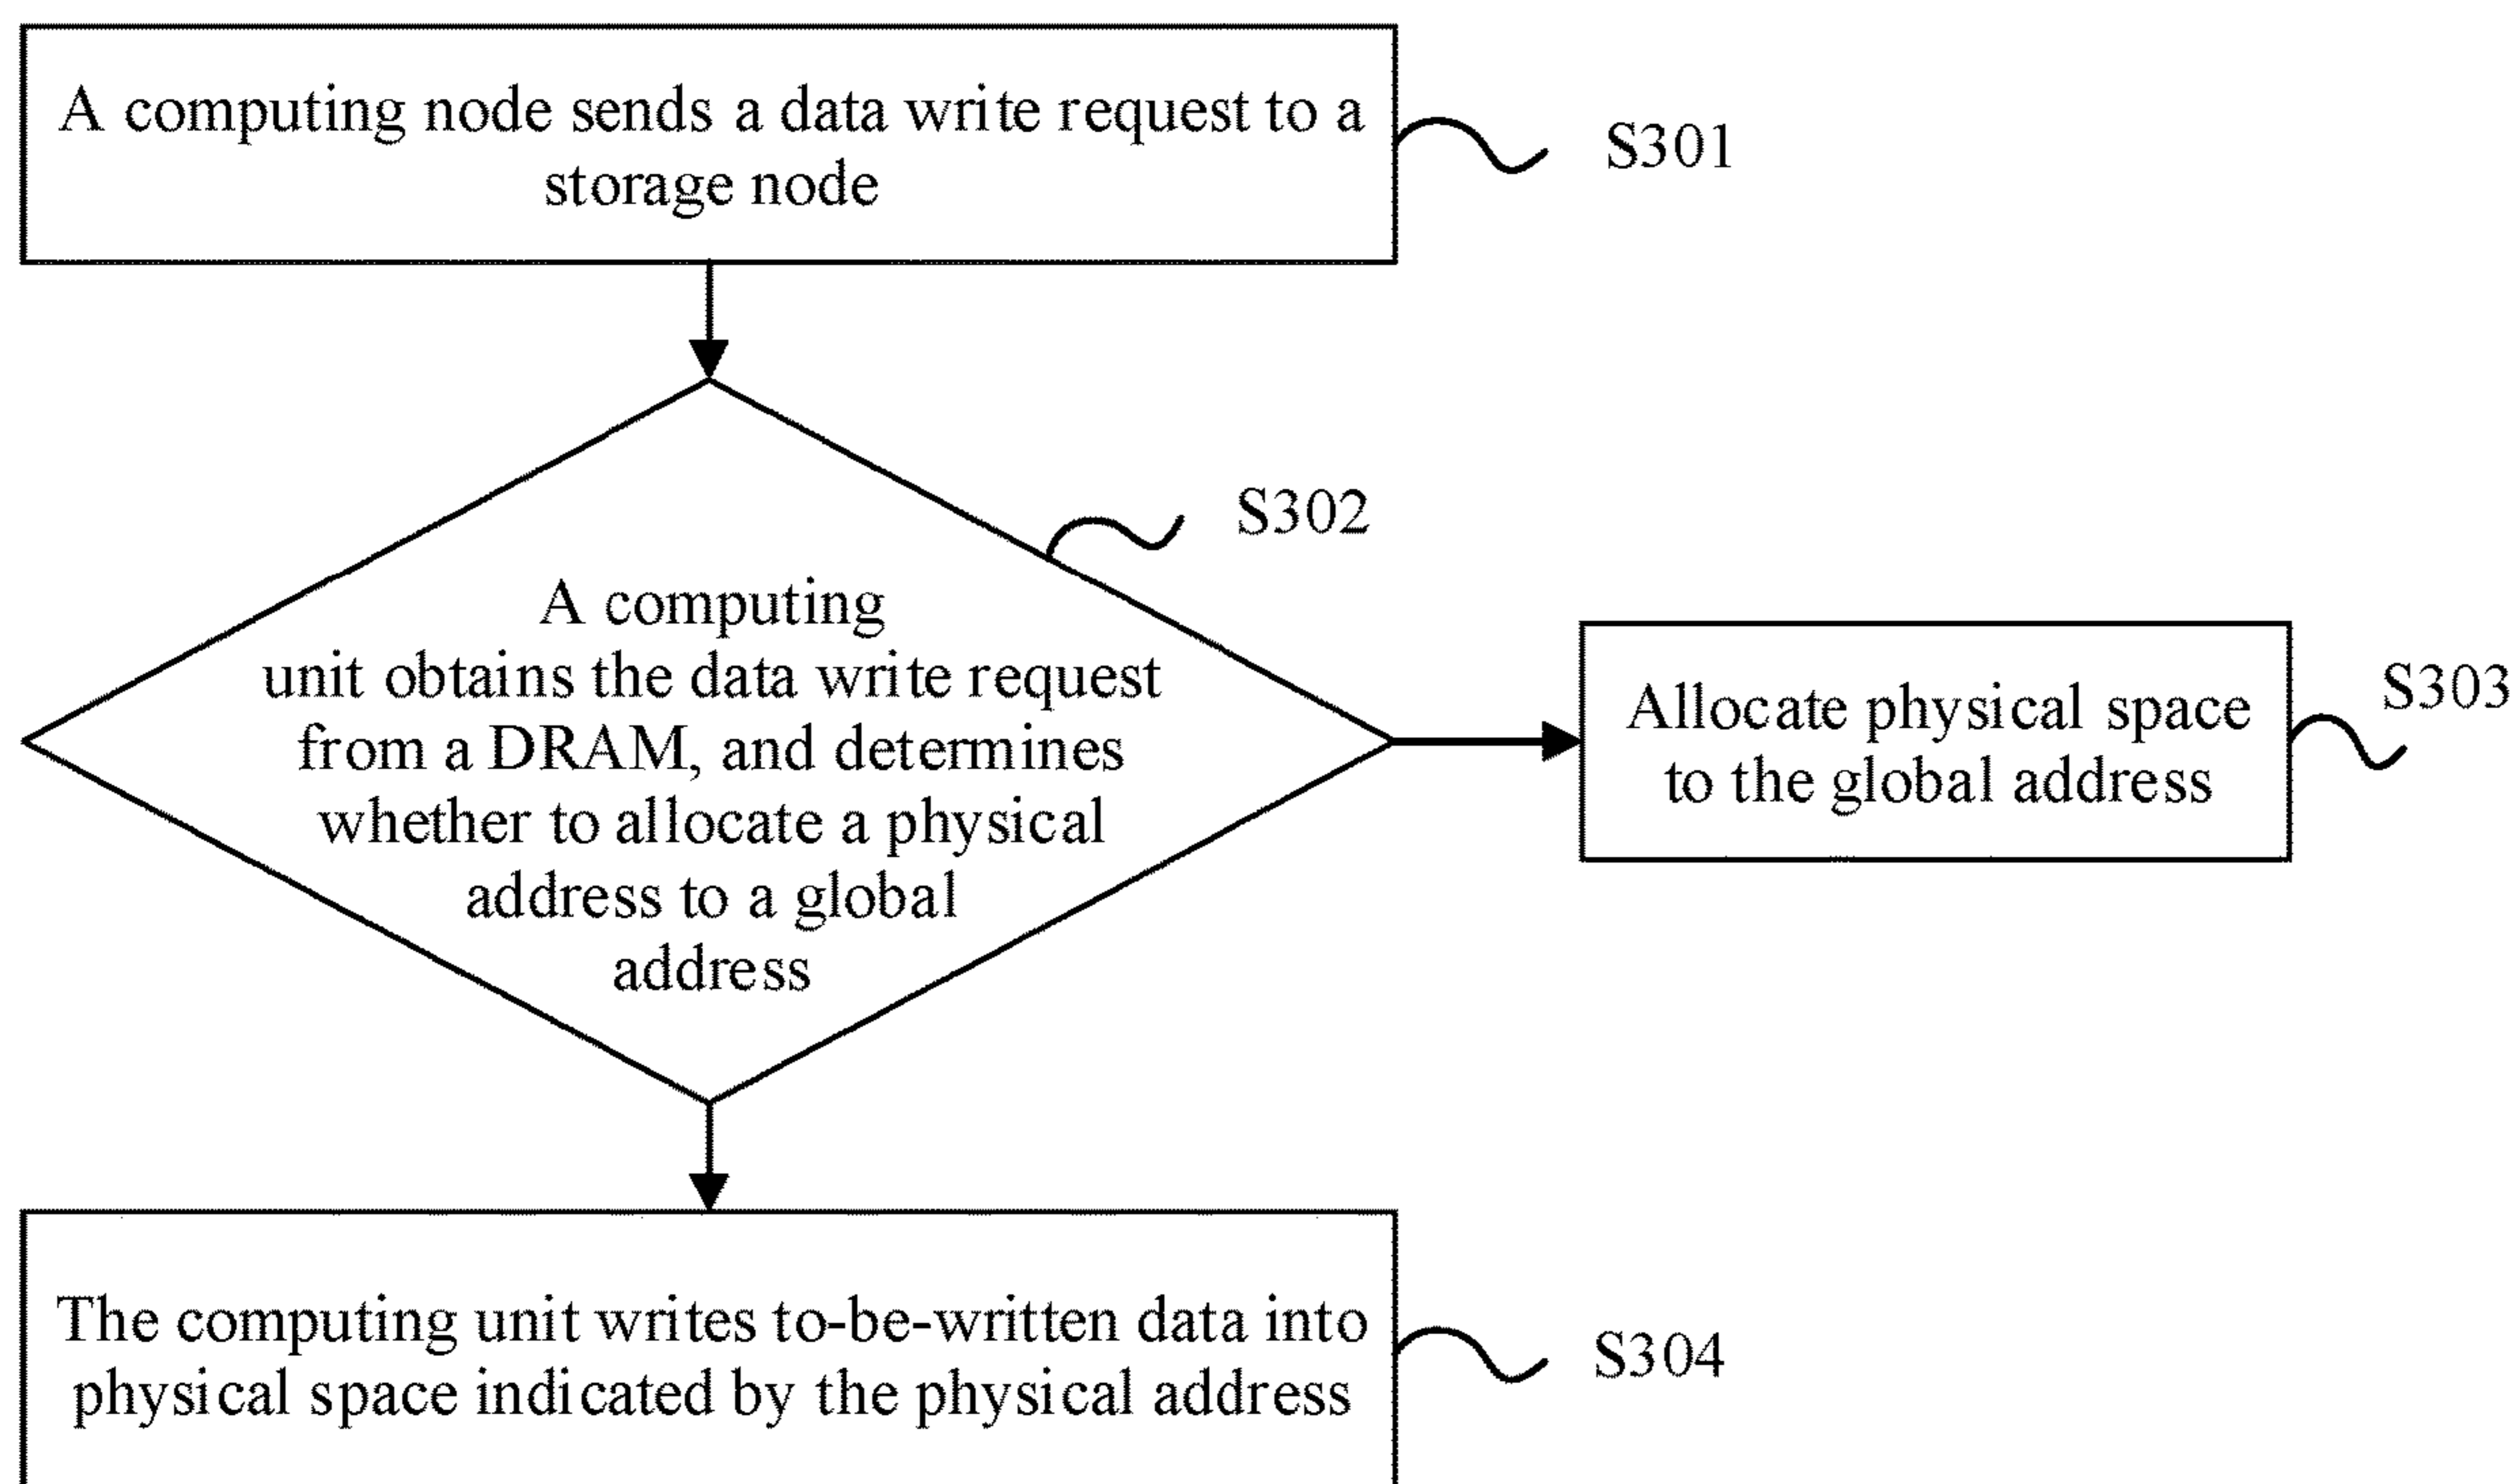 A computing node sends a data write request to a
storage node
S301
S302
A computing
unit obtains the data write request
from a DRAM, and determines
whether to allocate a physical
address to a global
address
Allocate physical space
to the global address
S303
The computing unit writes to-be-written data into
physical space indicated by the physical address
S304